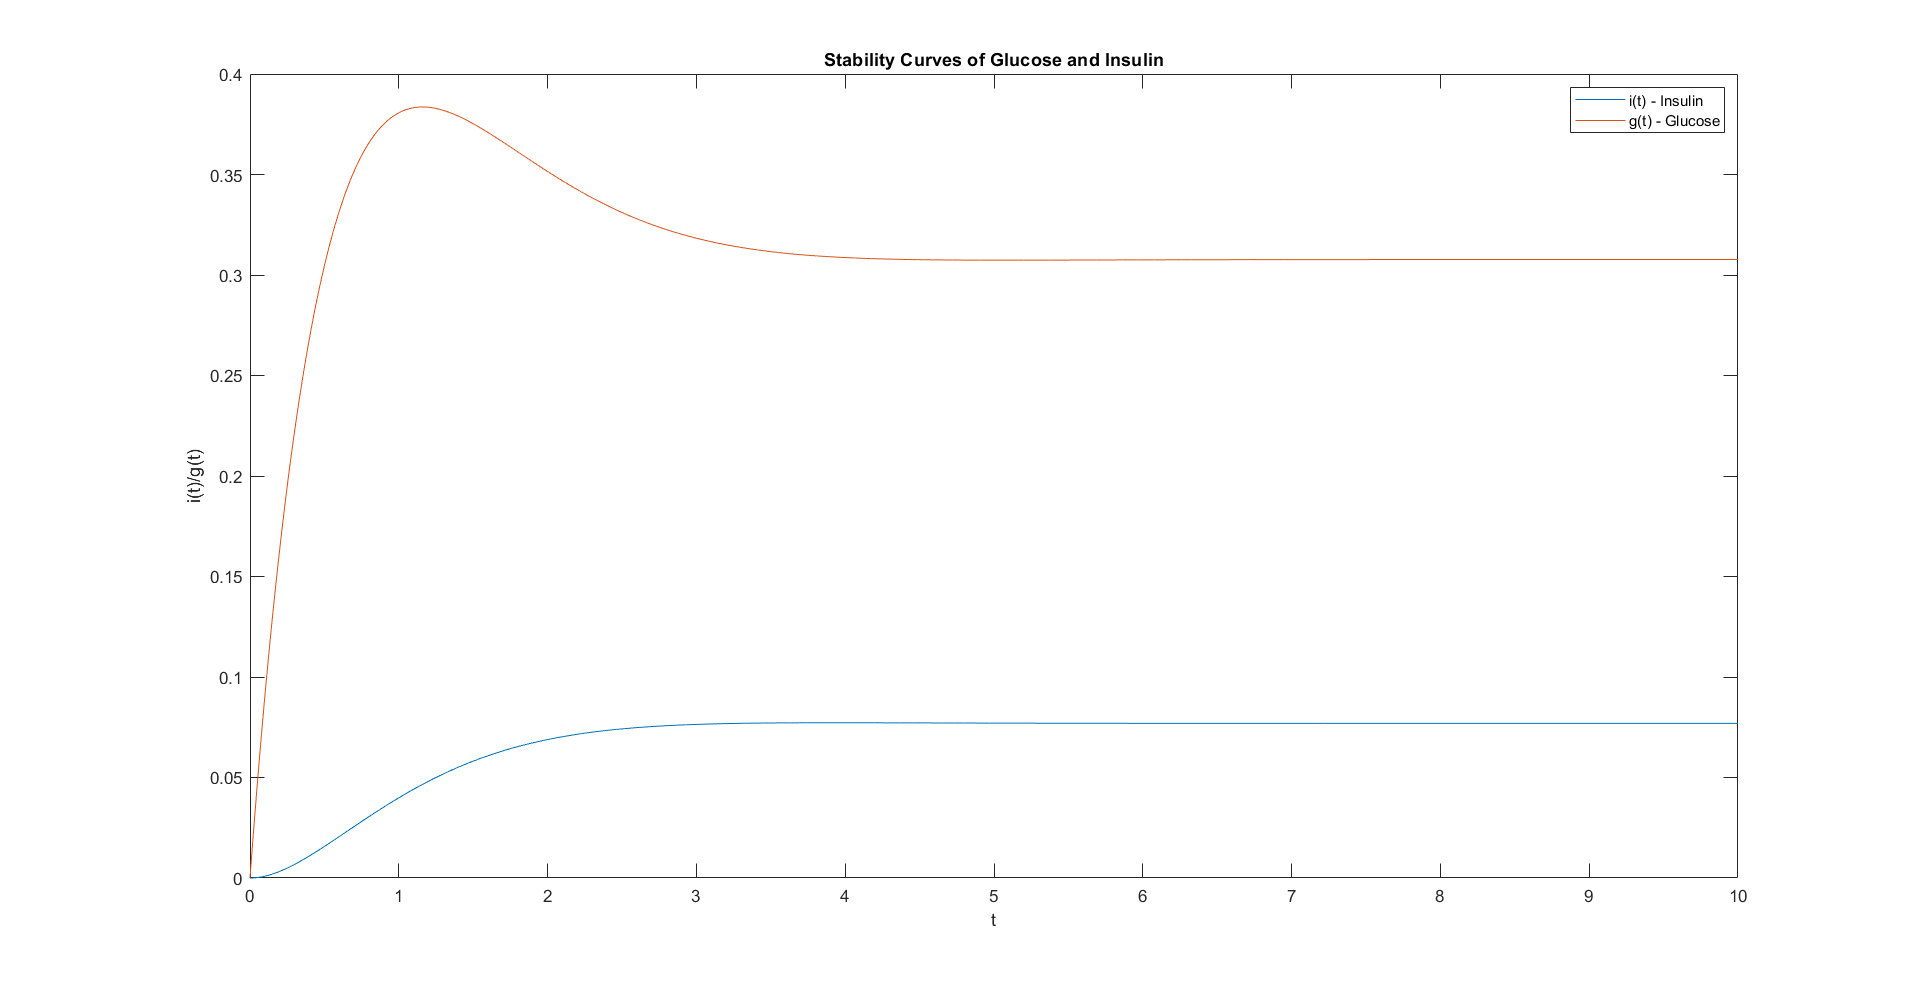 Stability Curves of Glucose and Insulin
i(t) - Insulin
g(t) - Glucose
0.4
0.35
0.3
0.25
0.2
0.15
0.1
0.05
0
i(t)/g(t)
0 1 2 3 4 5 6 7 8 9 10
t